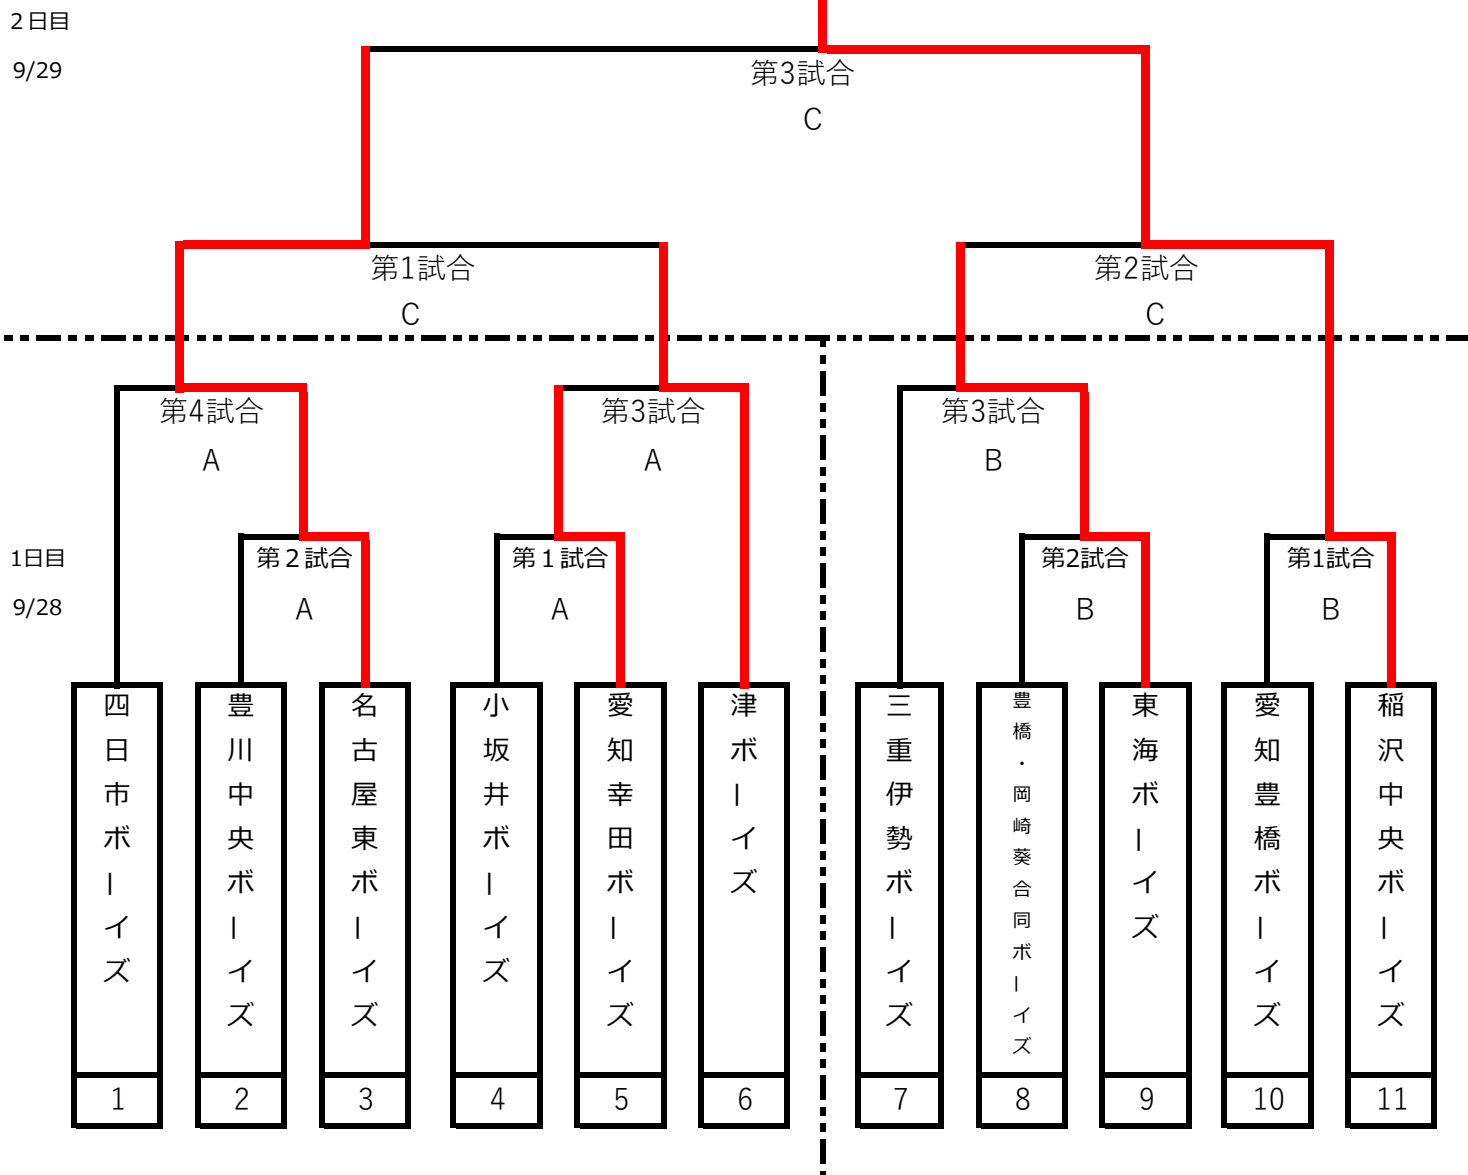 ２日目
9/29
第3試合
C
第1試合
C
第2試合
C
第4試合
A
第3試合
A
第3試合
B
1日目
9/28
第２試合
A
第１試合
A
第2試合
B
第1試合
B
四日市ボーイズ
豊川中央ボーイズ
名古屋東ボーイズ
小坂井ボーイズ
愛知幸田ボーイズ
津ボーイズ
三重伊勢ボーイズ
豊橋・岡崎葵合同ボーイズ
東海ボーイズ
愛知豊橋ボーイズ
稲沢中央ボーイズ
1
2
3
4
5
6
7
8
9
10
11